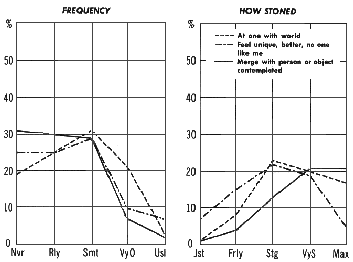 FREQUENCY
HOW STONED
%
%
At one with world
Feel unique, better, no one
like me
Merge with person or object
contemplated
50
50
40
40
30
30
20
20
10
10
0
0
Nvr Rly Smt VyO Usl
Jst Frly Stg VyS Max